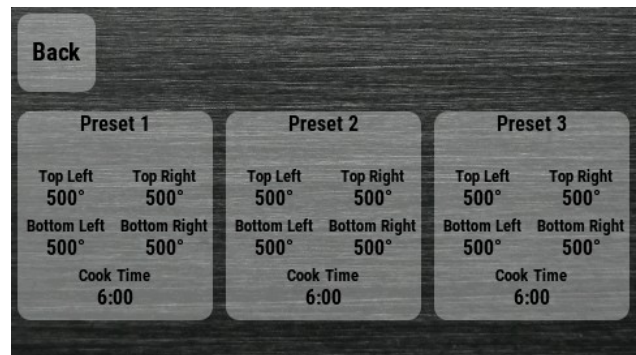 Back
Preset 1 Preset 2 Preset 3
Top Left Top Right Top Left Top Right Top Left Top Right
500° 500° 500° 500° 500° 500°
Bottom Left Bottom Right Bottom Left Bottom Right Bottom Left Bottom Right
500° 500° 500° 500° 500° 500°
Cook Time Cook Time Cook Time
6:00 6:00 6:00